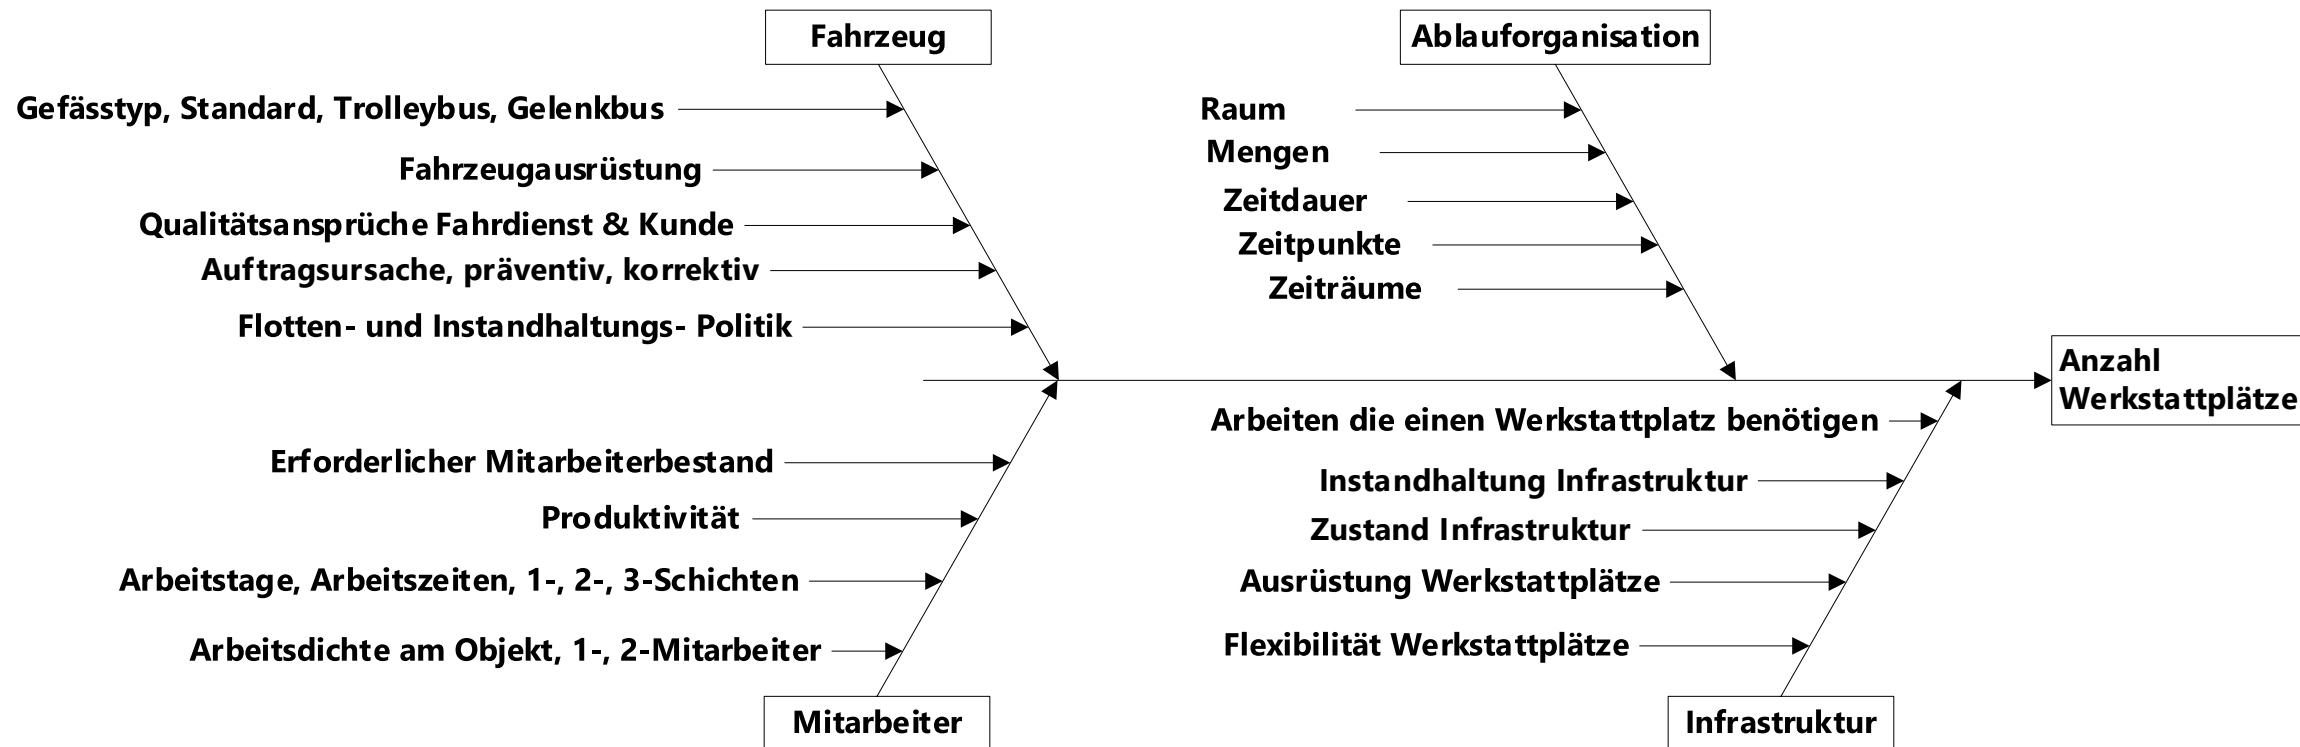 Fahrzeug
Gefässtyp, Standard, Trolleybus, Gelenkbus
Fahrzeugausrüstung
Qualitätsansprüche Fahrdienst & Kunde
Auftragsursache, präventiv, korrektiv
Flotten- und Instandhaltungs- Politik
Ablauforganisation
Raum
Mengen
Zeitdauer
Zeitpunkte
Zeiträume
Anzahl
Werkstattplätze
Erforderlicher Mitarbeiterbestand
Produktivität
Arbeitstage, Arbeitszeiten, 1-, 2-, 3-Schichten
Arbeitsdichte am Objekt, 1-, 2-Mitarbeiter
Mitarbeiter
Arbeiten die einen Werkstattplatz benötigen
Instandhaltung Infrastruktur
Zustand Infrastruktur
Ausrüstung Werkstattplätze
Flexibilität Werkstattplätze
Infrastruktur